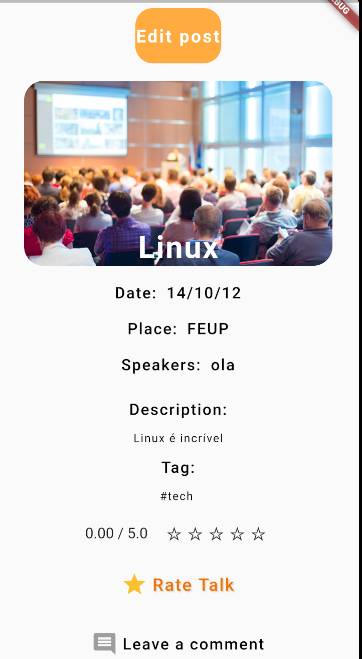 Edit post
Linux
Date: 14/10/12
Place: FEUP
Speakers: ola
Description:
Linux é incrível
Tag:
#tech
0.00 / 5.0
Rate Talk
Leave a comment